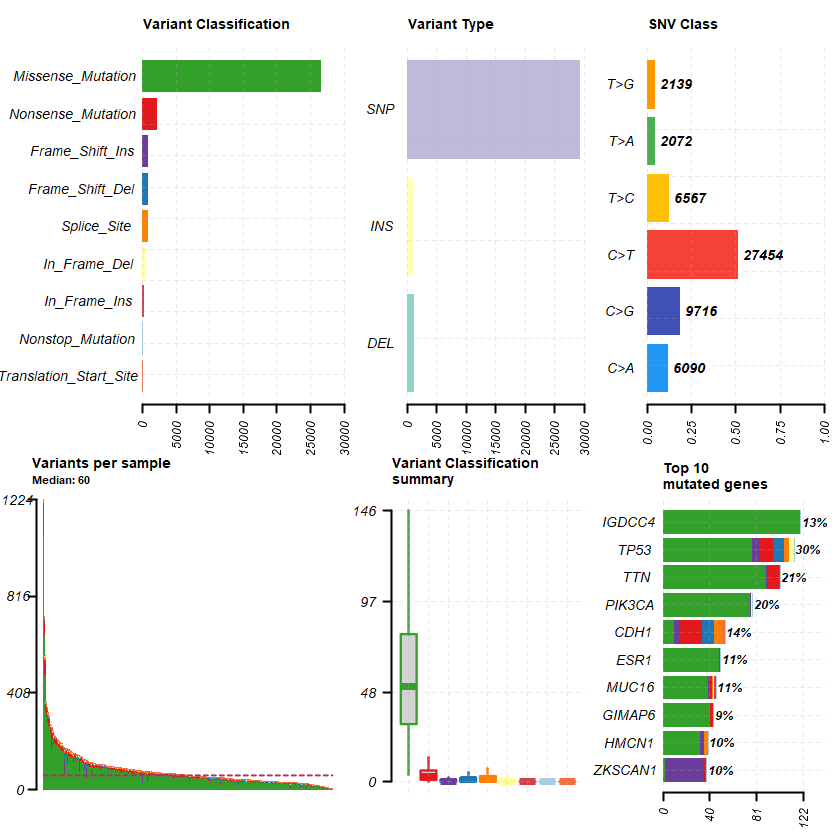 Variant Classification
Missense_Mutation
Nonsense_Mutation
Frame_Shift_Ins
Frame_Shift_Del
Splice_Site
In_Frame_Del
In_Frame_Ins
Nonstop_Mutation
Translation_Start_Site
0 5000 10000 15000 20000 25000 30000
Variant Type
SNP
INS
DEL
0 5000 10000 15000 20000 25000 30000
SNV Class
T>G 2139
T>A 2072
T>C 6567
C>T 27454
C>G 9716
C>A 6090
0.00 0.25 0.50 0.75 1.00
Variants per sample
Median: 60
1224
816
408
0
Variant Classification
summary
146
97
48
0
Top 10
mutated genes
IGDCC4 13%
TP53 30%
TTN 21%
PIK3CA 20%
CDH1 14%
ESR1 11%
MUC16 11%
GIMAP6 9%
HMCN1 10%
ZKSCAN1 10%
0 40 81 122